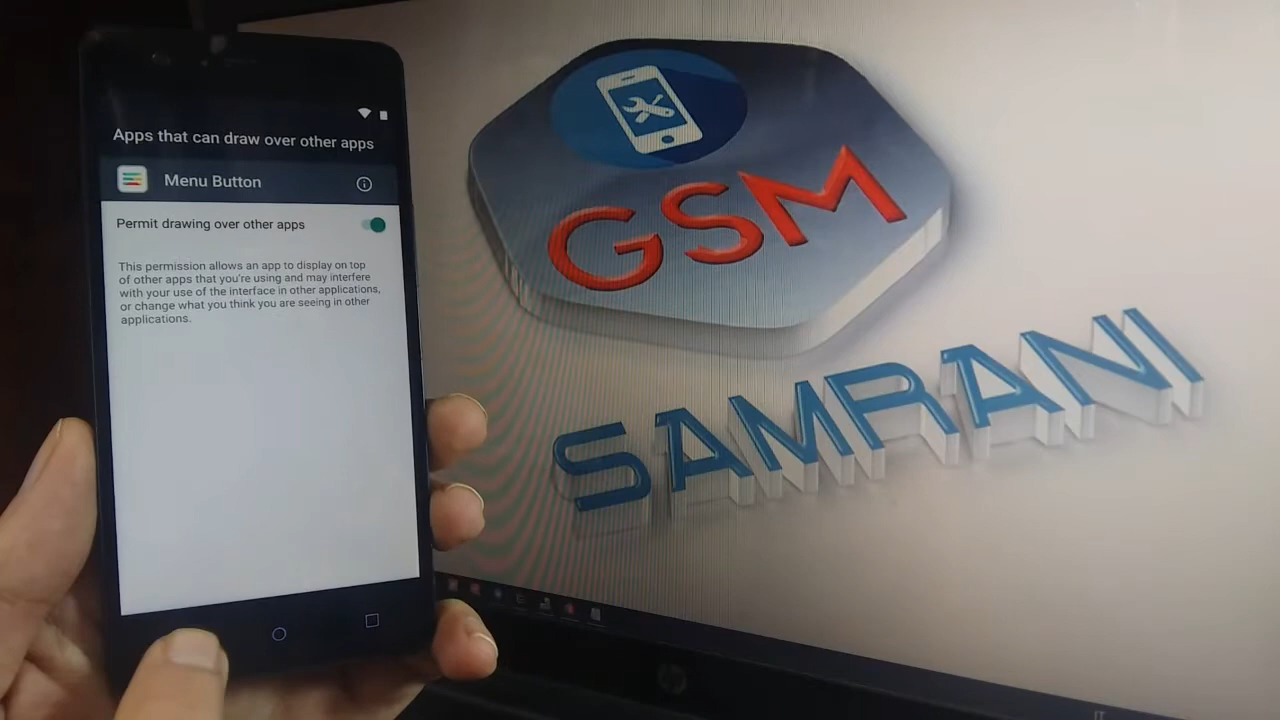 Apps that can draw over other apps
Menu Button
Permit drawing over other apps
This permission allows an app to display on top
of other apps that you're using and may interfere
with your use of the interface in other applications,
or change what you think you are seeing in other
applications.
GSM
SAMRANI
hp
IT